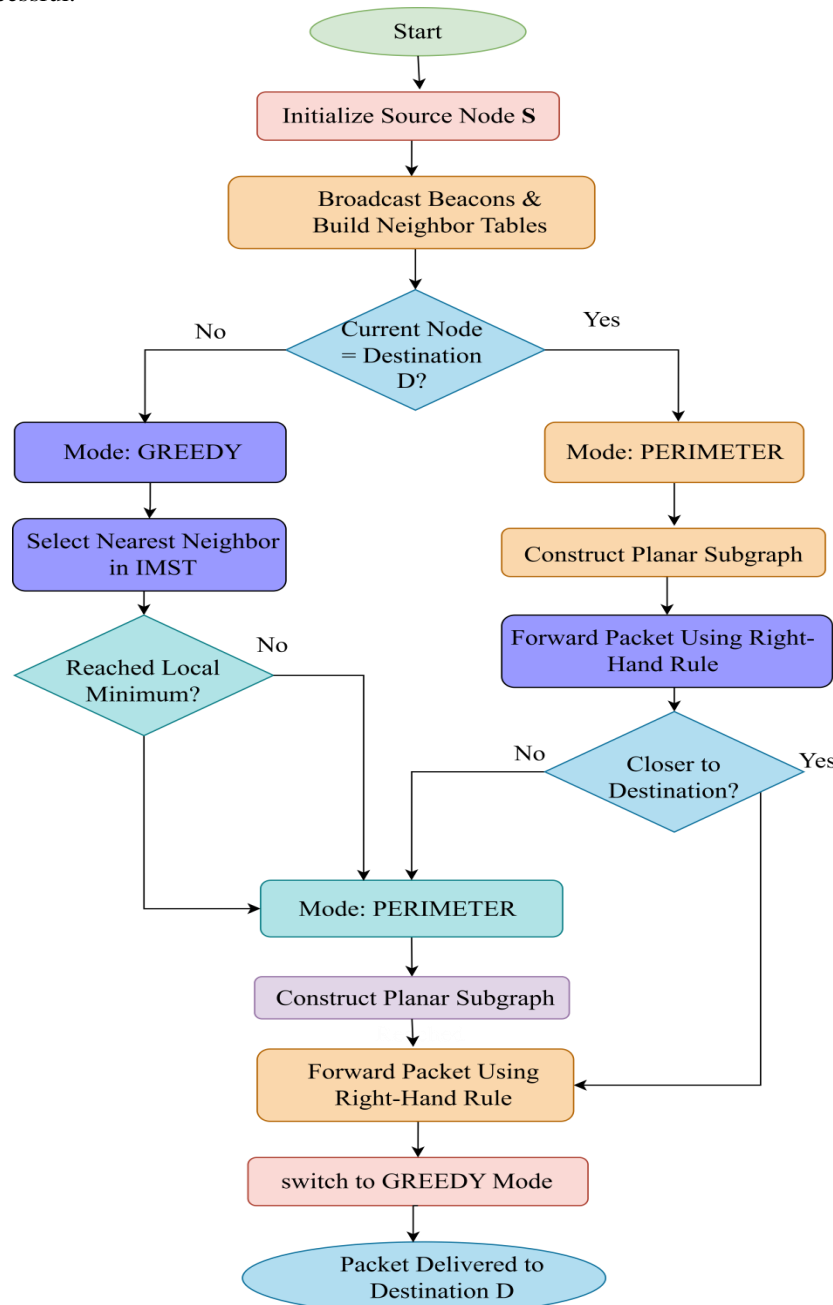 Start
Initialize Source Node S
Broadcast Beacons &
Build Neighbor Tables
No
Current Node
= Destination
D?
Yes
Mode: GREEDY
Mode: PERIMETER
Select Nearest Neighbor
in IMST
Construct Planar Subgraph
Reached Local
Minimum?
No
Forward Packet Using Right-
Hand Rule
No
Closer to
Destination?
Yes
Mode: PERIMETER
Construct Planar Subgraph
Forward Packet Using
Right-Hand Rule
switch to GREEDY Mode
Packet Delivered to
Destination D